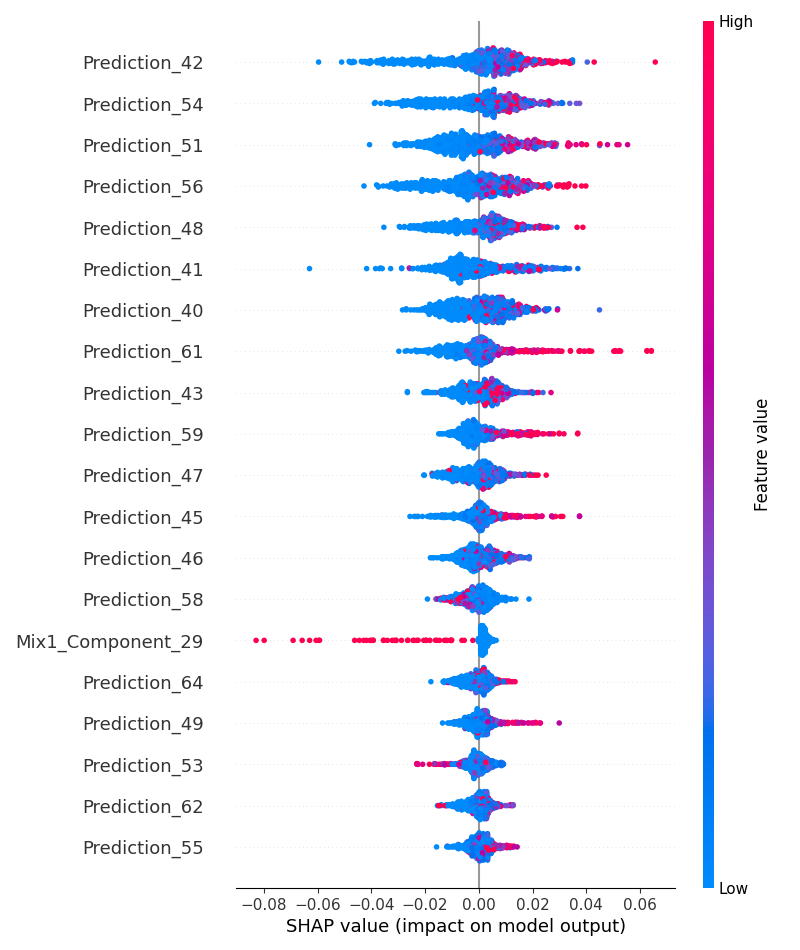 High
Prediction_42
Prediction_54
Prediction_51
Prediction_56
Prediction_48
Prediction_41
Prediction_40
Prediction_61
Prediction_43
Prediction_59
Prediction_47
Prediction_45
Prediction_46
Prediction_58
Mix1_Component_29
Prediction_64
Prediction_49
Prediction_53
Prediction_62
Prediction_55
Feature value
Low
−0.08 −0.06 −0.04 −0.02 0.00 0.02 0.04 0.06
SHAP value (impact on model output)